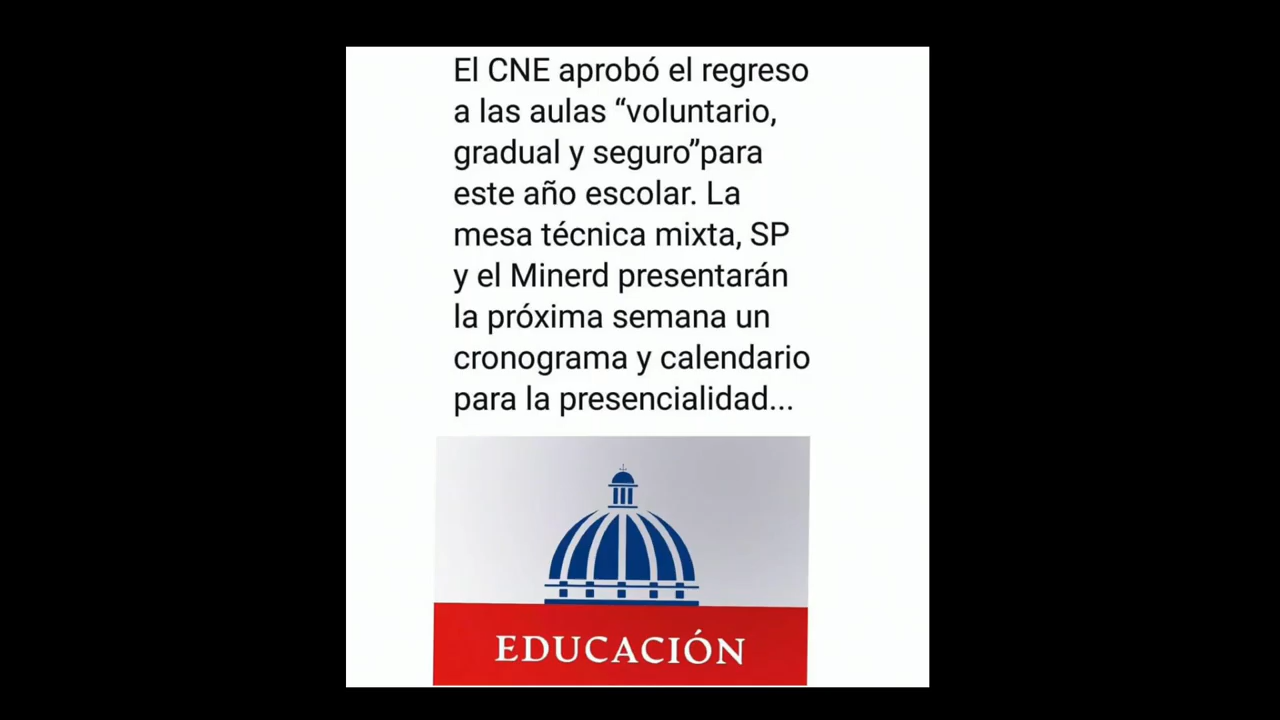 El CNE aprobó el regreso
a las aulas “voluntario,
gradual y seguro”para
este año escolar. La
mesa técnica mixta, SP
y el Minerd presentarán
la próxima semana un
cronograma y calendario
para la presencialidad...
EDUCACIÓN